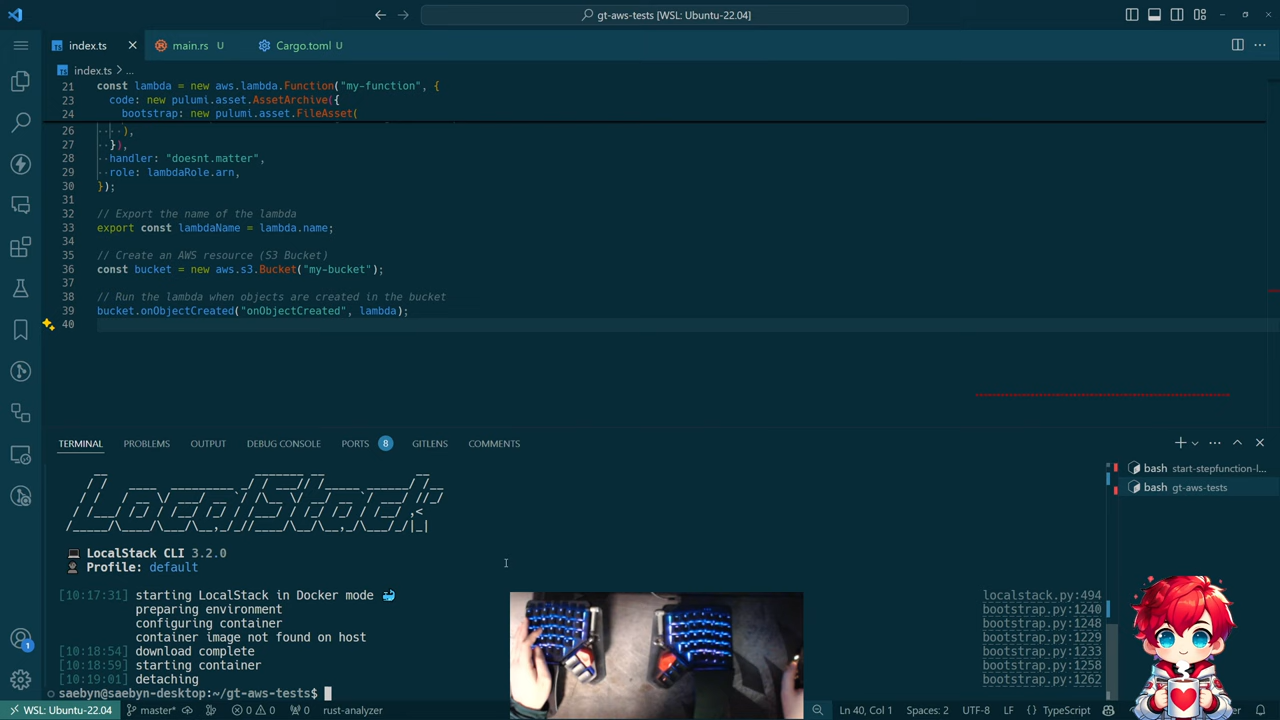 gt-aws-tests [WSL: Ubuntu-22.04]
index.ts
main.rs U
Cargo.toml U
index.ts > ...
21 const lambda = new aws.lambda.Function("my-function", {
23 code: new pulumi.asset.AssetArchive({
24 bootstrap: new pulumi.asset.FileAsset(
26 ),
27 }),
28 handler: "doesnt.matter",
29 role: lambdaRole.arn,
30 });
31
32 // Export the name of the lambda
33 export const lambdaName = lambda.name;
34
35 // Create an AWS resource (S3 Bucket)
36 const bucket = new aws.s3.Bucket("my-bucket");
37
38 // Run the lambda when objects are created in the bucket
39 bucket.onObjectCreated("onObjectCreated", lambda);
40
TERMINAL PROBLEMS OUTPUT DEBUG CONSOLE PORTS 8 GITLENS COMMENTS
bash start-stepfunction-l...
bash gt-aws-tests
LocalStack
LocalStack CLI 3.2.0
Profile: default
[10:17:31] starting LocalStack in Docker mode localstack.py:494
preparing environment bootstrap.py:1240
configuring container bootstrap.py:1248
container image not found on host bootstrap.py:1229
[10:18:54] download complete bootstrap.py:1233
[10:18:59] starting container bootstrap.py:1258
[10:19:01] detaching bootstrap.py:1262
saebyn@saebyn-desktop:~/gt-aws-tests$
1
WSL: Ubuntu-22.04 master* 0 0 0 rust-analyzer Ln 40, Col 1 Spaces: 2 UTF-8 LF {} TypeScript